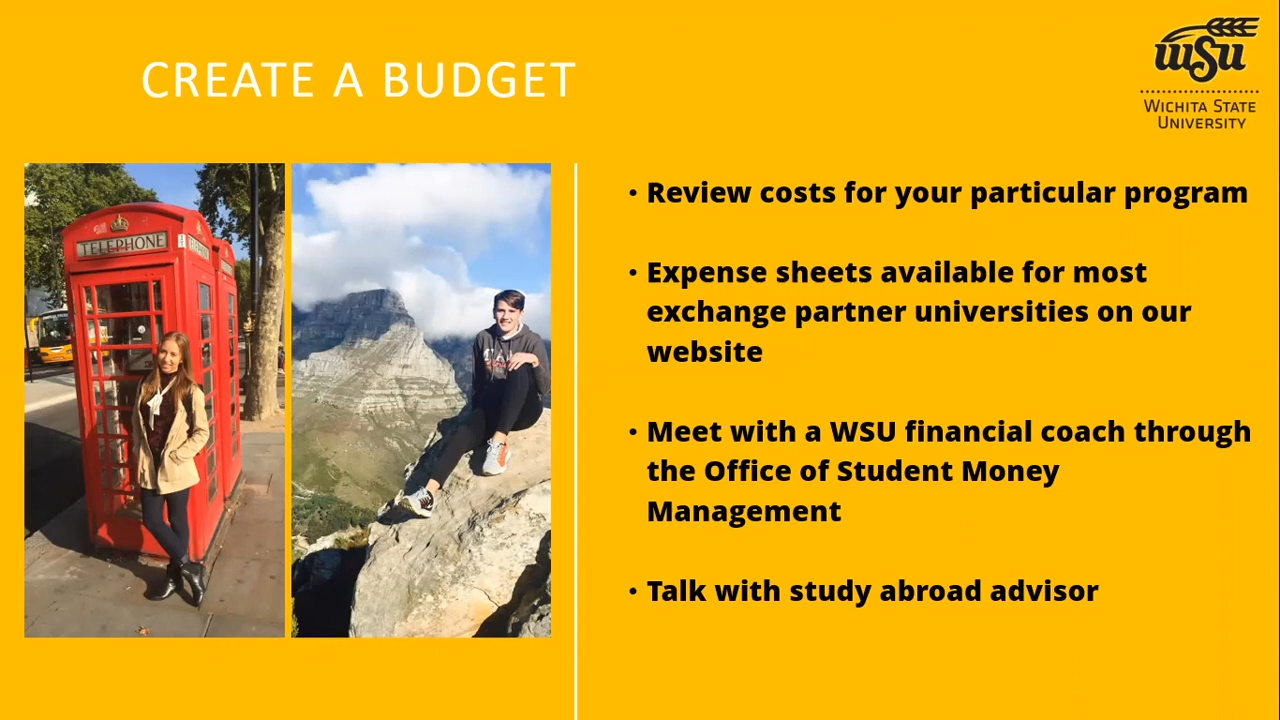 CREATE A BUDGET
WSU
WICHITA STATE
UNIVERSITY
TELEPHONE
• Review costs for your particular program
• Expense sheets available for most
exchange partner universities on our
website
• Meet with a WSU financial coach through
the Office of Student Money
Management
• Talk with study abroad advisor